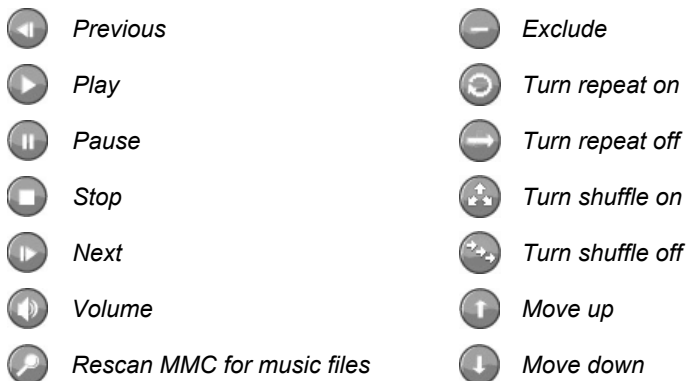 Previous
Play
Pause
Stop
Next
Volume
Rescan MMC for music files
Exclude
Turn repeat on
Turn repeat off
Turn shuffle on
Turn shuffle off
Move up
Move down